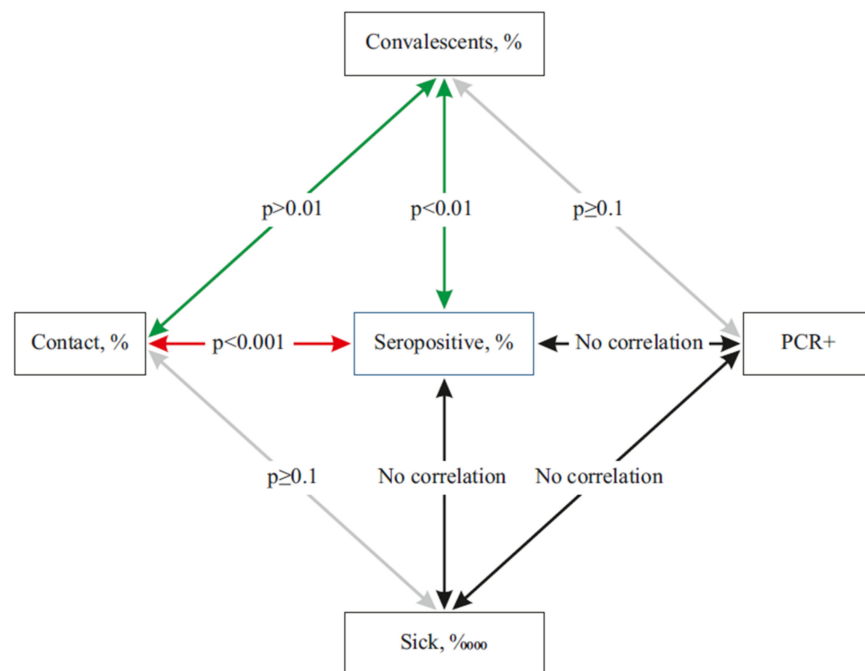 Convalescents, %
p>0.01
p<0.01
p≥0.1
Contact, %
p<0.001
Seropositive, %
No correlation
PCR+
p≥0.1
No correlation
No correlation
Sick, %₀₀₀₀